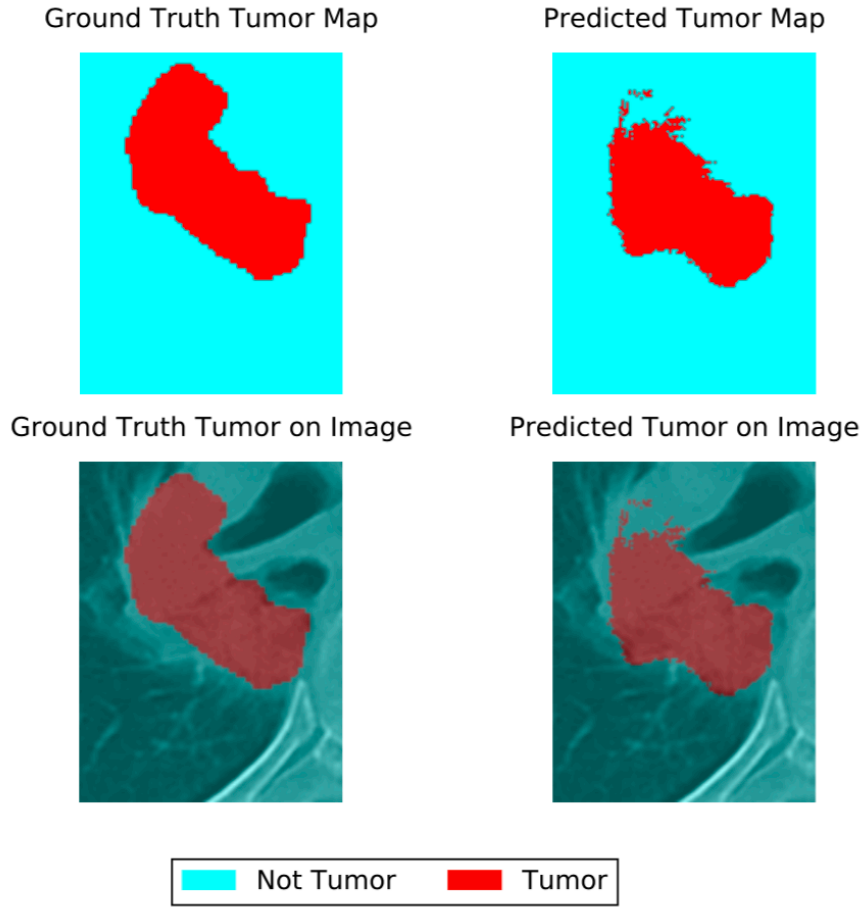 Ground Truth Tumor Map
Predicted Tumor Map
Ground Truth Tumor on Image
Predicted Tumor on Image
Not Tumor
Tumor